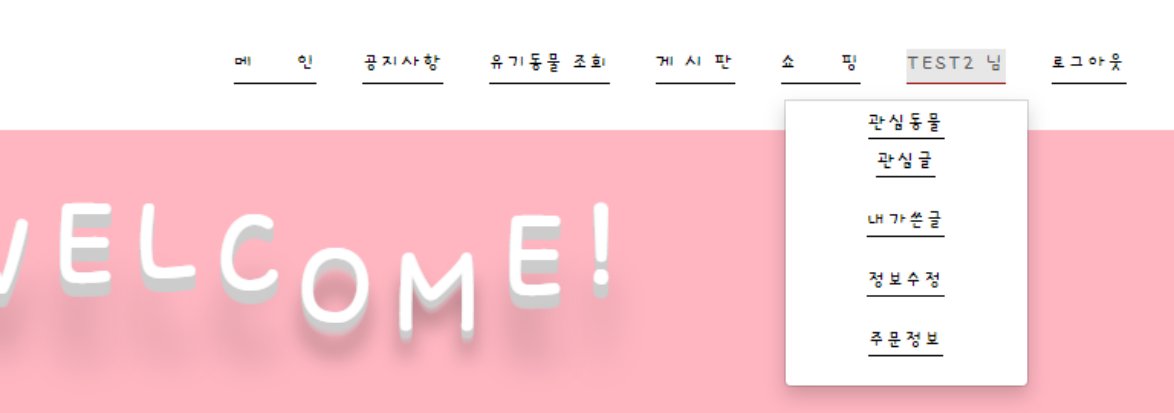 메 인 공지사항 유기동물 조회 게 시 판 쇼 핑 TEST2 님 로그아웃
관심동물
관심글
내가쓴글
정보수정
주문정보
WELCOME!